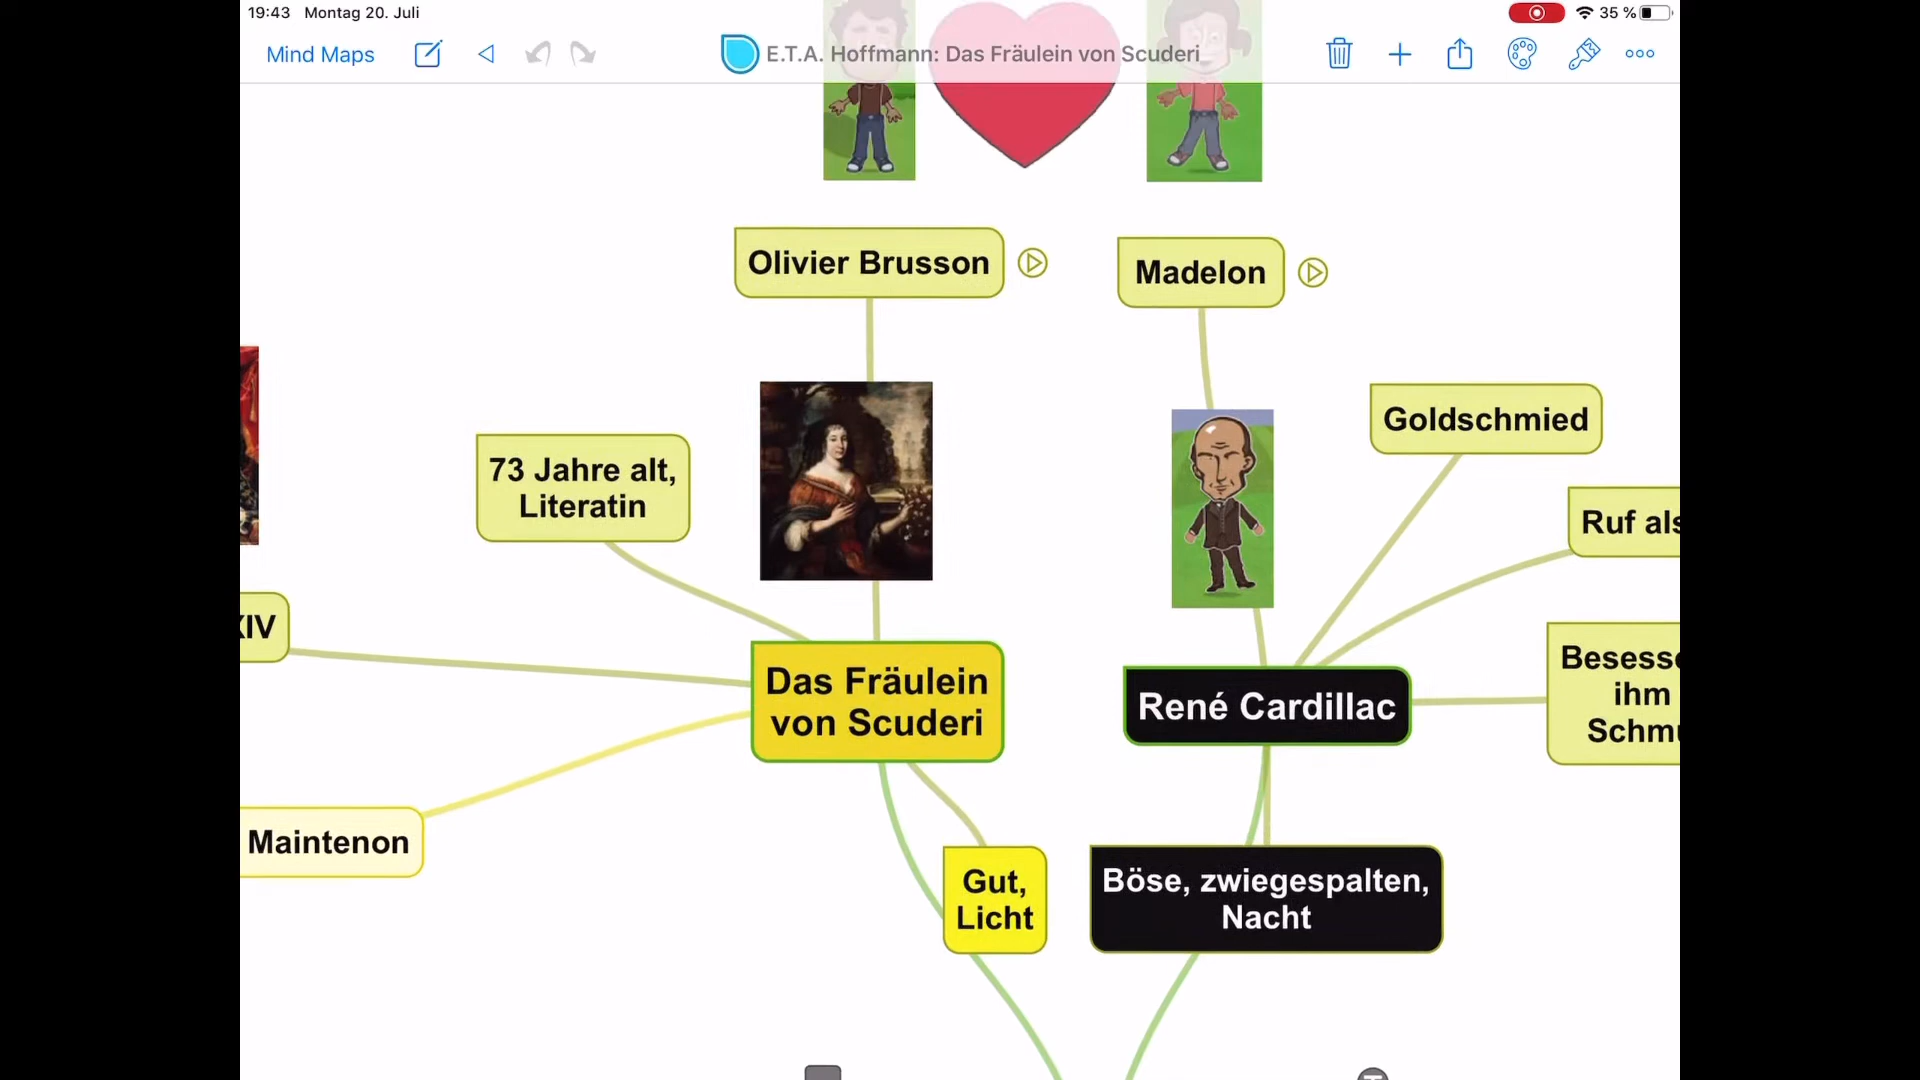 19:43 Montag 20. Juli
35 %
Mind Maps
E.T.A. Hoffmann: Das Fräulein von Scuderi
Olivier Brusson
Madelon
Goldschmied
73 Jahre alt,
Literatin
Ruf als
XIV
Das Fräulein
von Scuderi
René Cardillac
ihm
Maintenon
Gut,
Licht
Böse, zwiegespalten,
Nacht